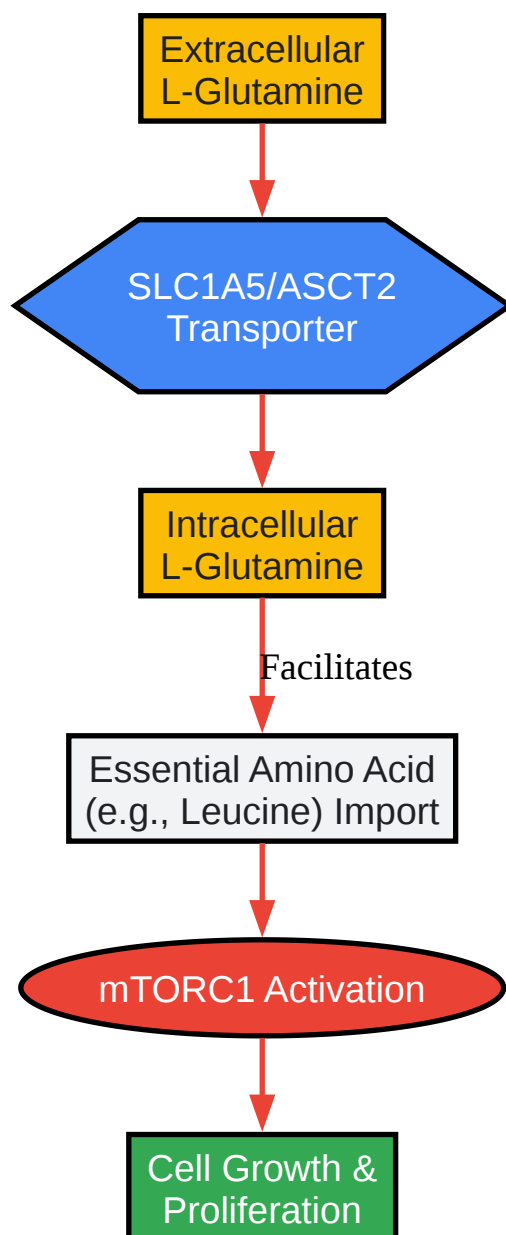 Extracellular
L-Glutamine
SLC1A5/ASCT2
Transporter
Intracellular
L-Glutamine
Facilitates
Essential Amino Acid
(e.g., Leucine) Import
mTORC1 Activation
Cell Growth &
Proliferation